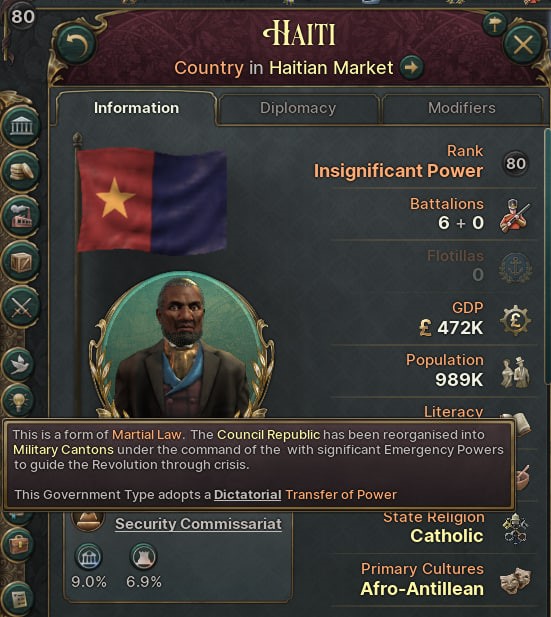 80
HAITI
Country in Haitian Market
Information
Diplomacy
Modifiers
Rank
Insignificant Power
80
Battalions
6 + 0
Flotillas
0
GDP
£ 472K
Population
989K
Literacy
This is a form of Martial Law. The Council Republic has been reorganised into
Military Cantons under the command of the with significant Emergency Powers
to guide the Revolution through crisis.
This Government Type adopts a Dictatorial Transfer of Power
Security Commissariat
9.0%
6.9%
State Religion
Catholic
Primary Cultures
Afro-Antillean